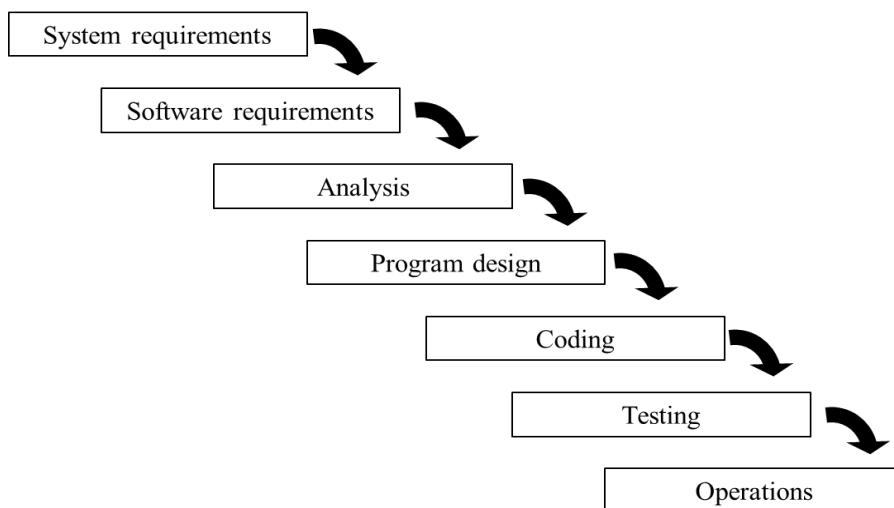 System requirements
Software requirements
Analysis
Program design
Coding
Testing
Operations